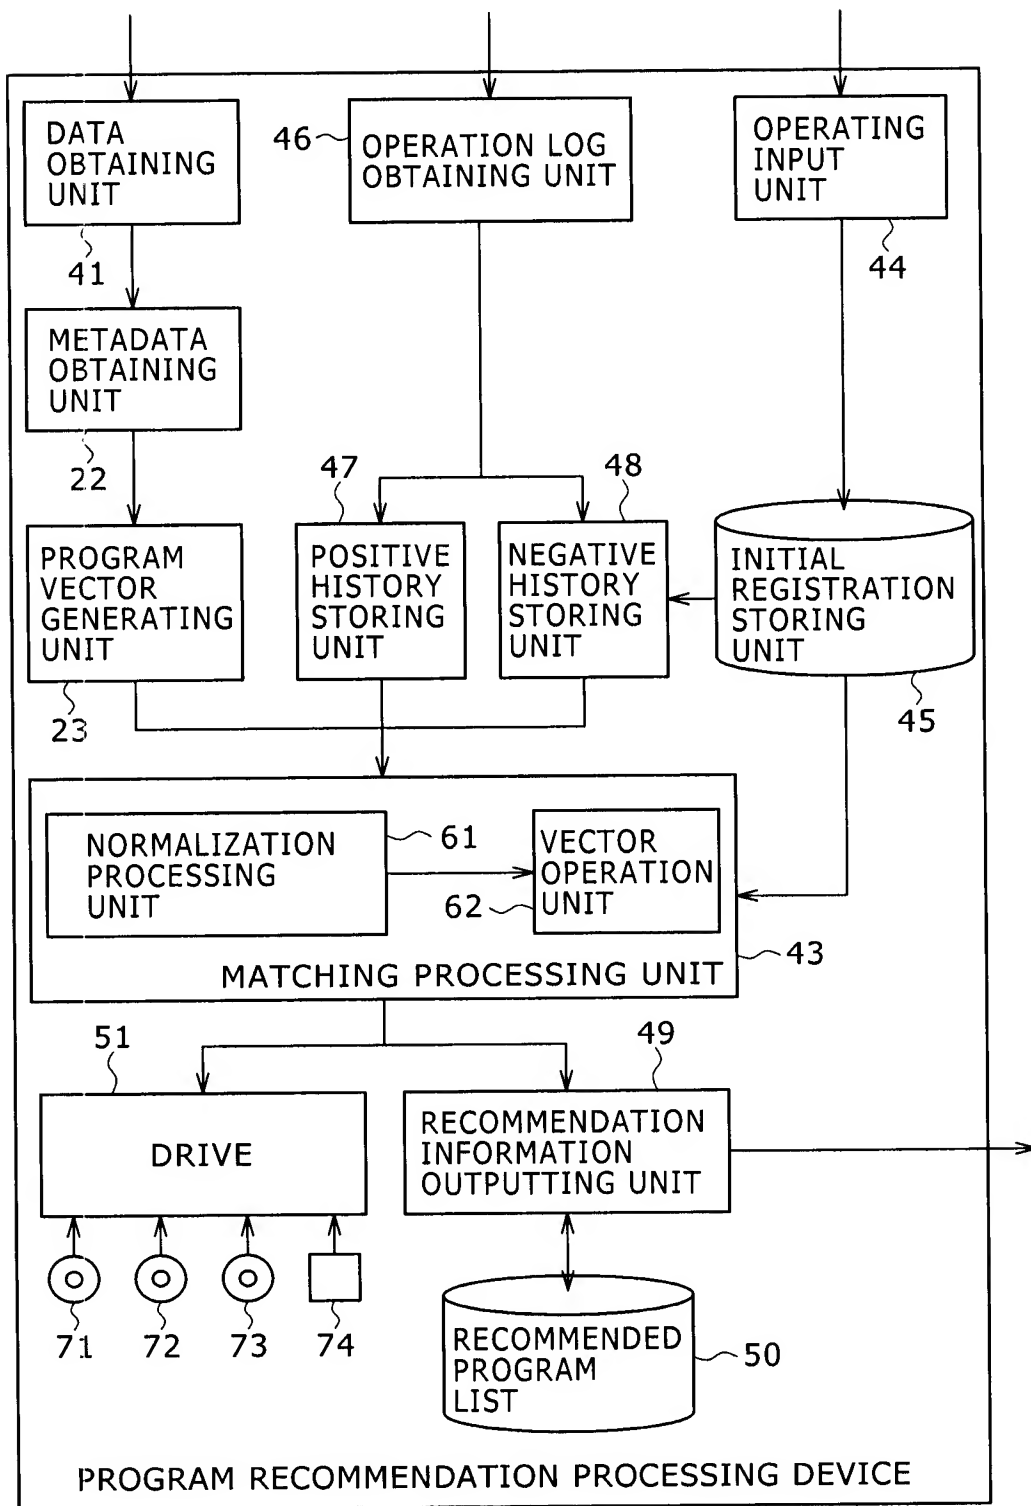 DATA
OBTAINING
UNIT
41
46
OPERATION LOG
OBTAINING UNIT
OPERATING
INPUT
UNIT
44
METADATA
OBTAINING
UNIT
22
47
48
PROGRAM
VECTOR
GENERATING
UNIT
23
POSITIVE
HISTORY
STORING
UNIT
NEGATIVE
HISTORY
STORING
UNIT
INITIAL
REGISTRATION
STORING
UNIT
45
NORMALIZATION
PROCESSING
UNIT
61
62
VECTOR
OPERATION
UNIT
43
MATCHING PROCESSING UNIT
51
49
DRIVE
RECOMMENDATION
INFORMATION
OUTPUTTING UNIT
71
72
73
74
RECOMMENDED
PROGRAM
LIST
50
PROGRAM RECOMMENDATION PROCESSING DEVICE